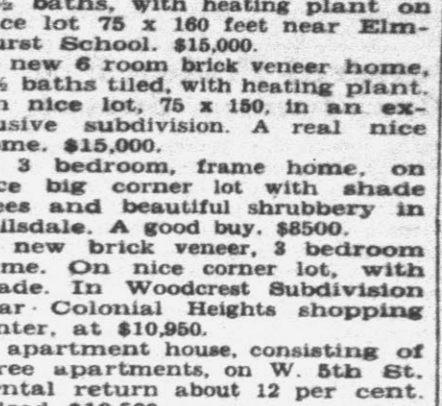 ½ baths, with heating plant on
ce lot 75 x 160 feet near Elm-
urst School. $15,000.
new 6 room brick veneer home,
½ baths tiled, with heating plant.
n nice lot, 75 x 150, in an ex-
usive subdivision. A real nice
me. $15,000.
3 bedroom, frame home, on
ce big corner lot with shade
ees and beautiful shrubbery in
ilsdale. A good buy. $8500.
new brick veneer, 3 bedroom
me. On nice corner lot, with
ade. In Woodcrest Subdivision
ar Colonial Heights shopping
nter, at $10,950.
apartment house, consisting of
ree apartments, on W. 5th St.
ntal return about 12 per cent.